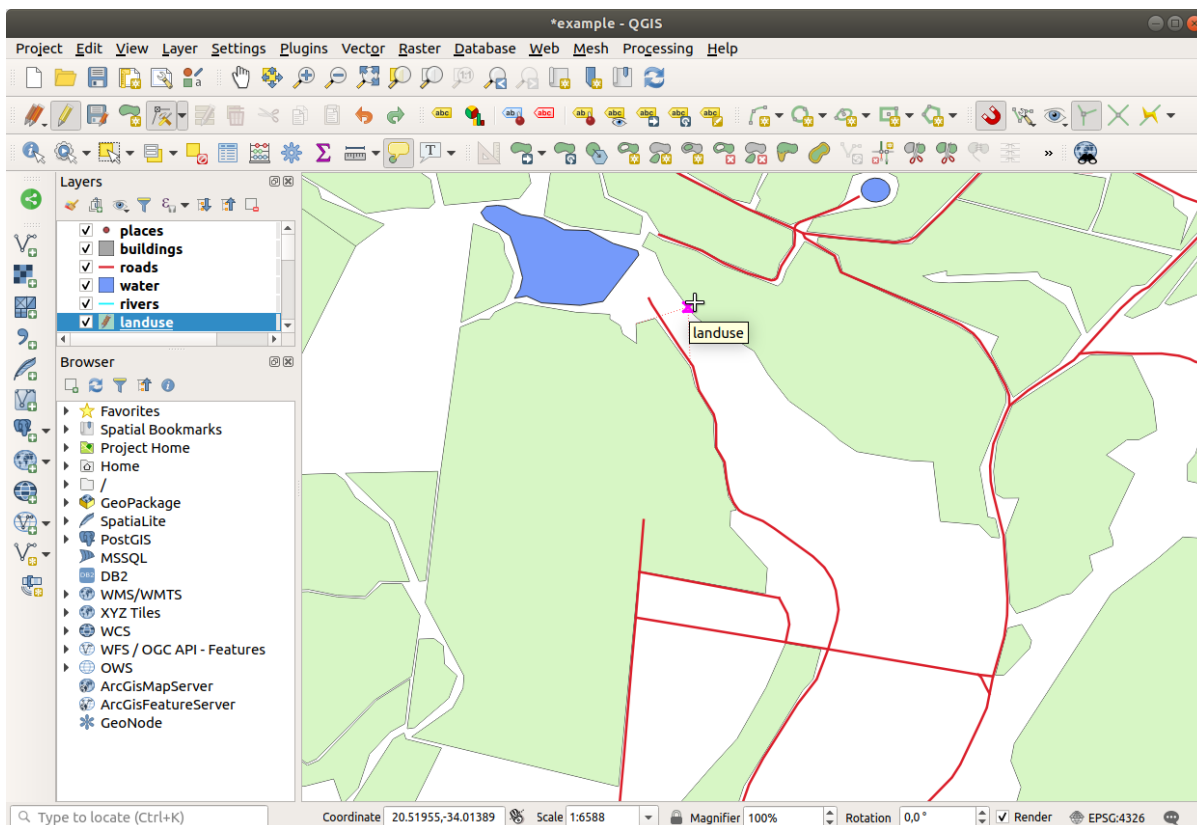 *example - QGIS
Project Edit View Layer Settings Plugins Vector Raster Database Web Mesh Processing Help
Layers
places
buildings
roads
water
rivers
landuse
Browser
Favorites
Spatial Bookmarks
Project Home
Home
/
GeoPackage
SpatiaLite
PostGIS
MSSQL
DB2
WMS/WMTS
XYZ Tiles
WCS
WFS / OGC API - Features
OWS
ArcGisMapServer
ArcGisFeatureServer
GeoNode
landuse
Type to locate (Ctrl+K) Coordinate 20.51955,-34.01389 Scale 1:6588 Magnifier 100% Rotation 0,0 ° Render EPSG:4326